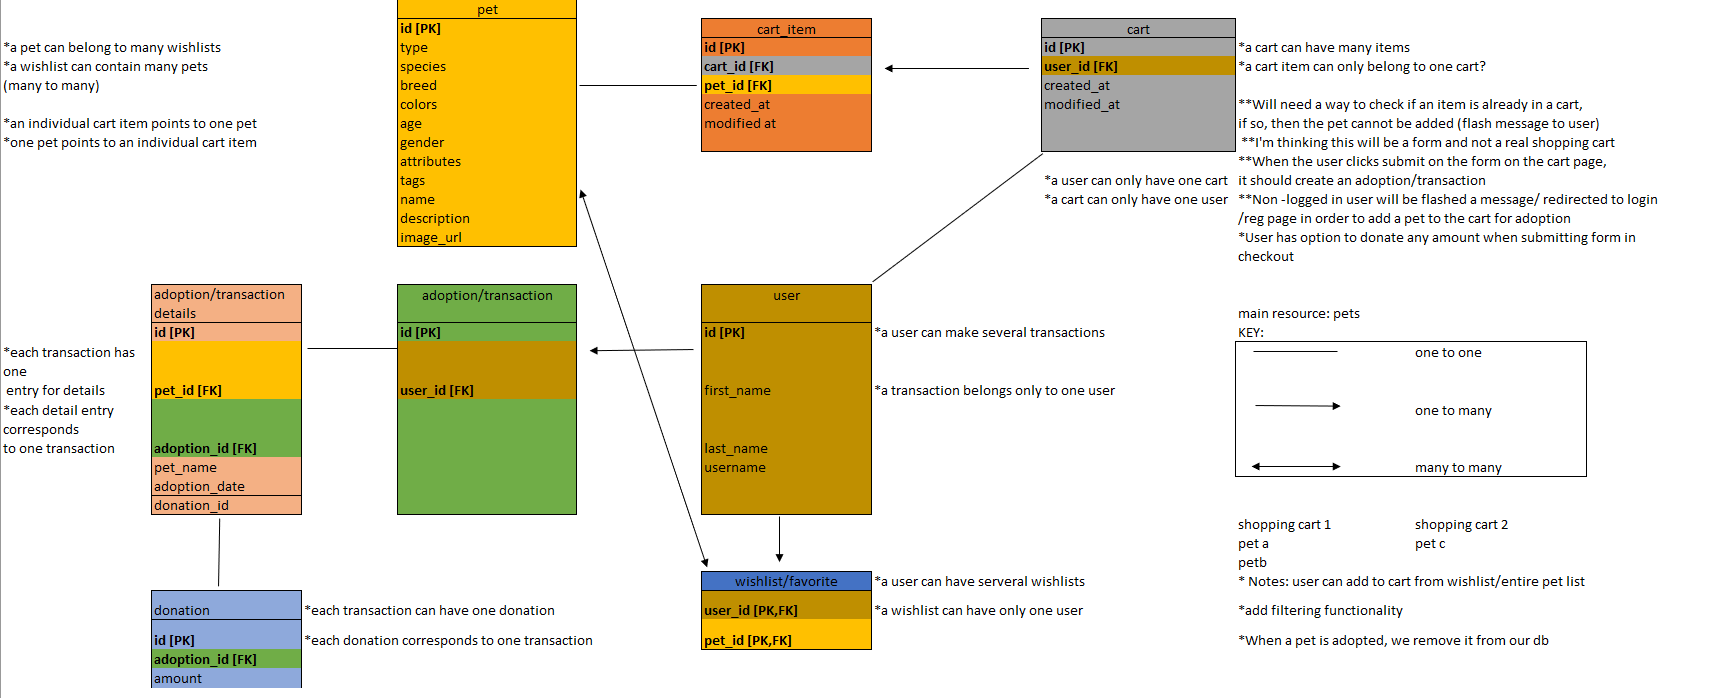 pet
id [PK]
type
species
breed
colors
age
gender
attributes
tags
name
description
image_url
*a pet can belong to many wishlists
*a wishlist can contain many pets
(many to many)
*an individual cart item points to one pet
*one pet points to an individual cart item
cart_item
id [PK]
cart_id [FK]
pet_id [FK]
created_at
modified at
cart
id [PK]
user_id [FK]
created_at
modified_at
*a cart can have many items
*a cart item can only belong to one cart?
**Will need a way to check if an item is already in a cart,
if so, then the pet cannot be added (flash message to user)
**I'm thinking this will be a form and not a real shopping cart
**When the user clicks submit on the form on the cart page,
it should create an adoption/transaction
**Non -logged in user will be flashed a message/ redirected to login
/reg page in order to add a pet to the cart for adoption
*User has option to donate any amount when submitting form in
checkout
*a user can only have one cart
*a cart can only have one user
adoption/transaction
details
id [PK]
pet_id [FK]
adoption_id [FK]
pet_name
adoption_date
donation_id
*each transaction has
one
entry for details
*each detail entry
corresponds
to one transaction
adoption/transaction
id [PK]
user_id [FK]
user
id [PK]
first_name
last_name
username
*a user can make several transactions
*a transaction belongs only to one user
main resource: pets
KEY:
one to one
one to many
many to many
shopping cart 1
pet a
petb
shopping cart 2
pet c
* Notes: user can add to cart from wishlist/entire pet list
*add filtering functionality
*When a pet is adopted, we remove it from our db
wishlist/favorite
user_id [PK,FK]
pet_id [PK,FK]
*a user can have serveral wishlists
*a wishlist can have only one user
donation
id [PK]
adoption_id [FK]
amount
*each transaction can have one donation
*each donation corresponds to one transaction